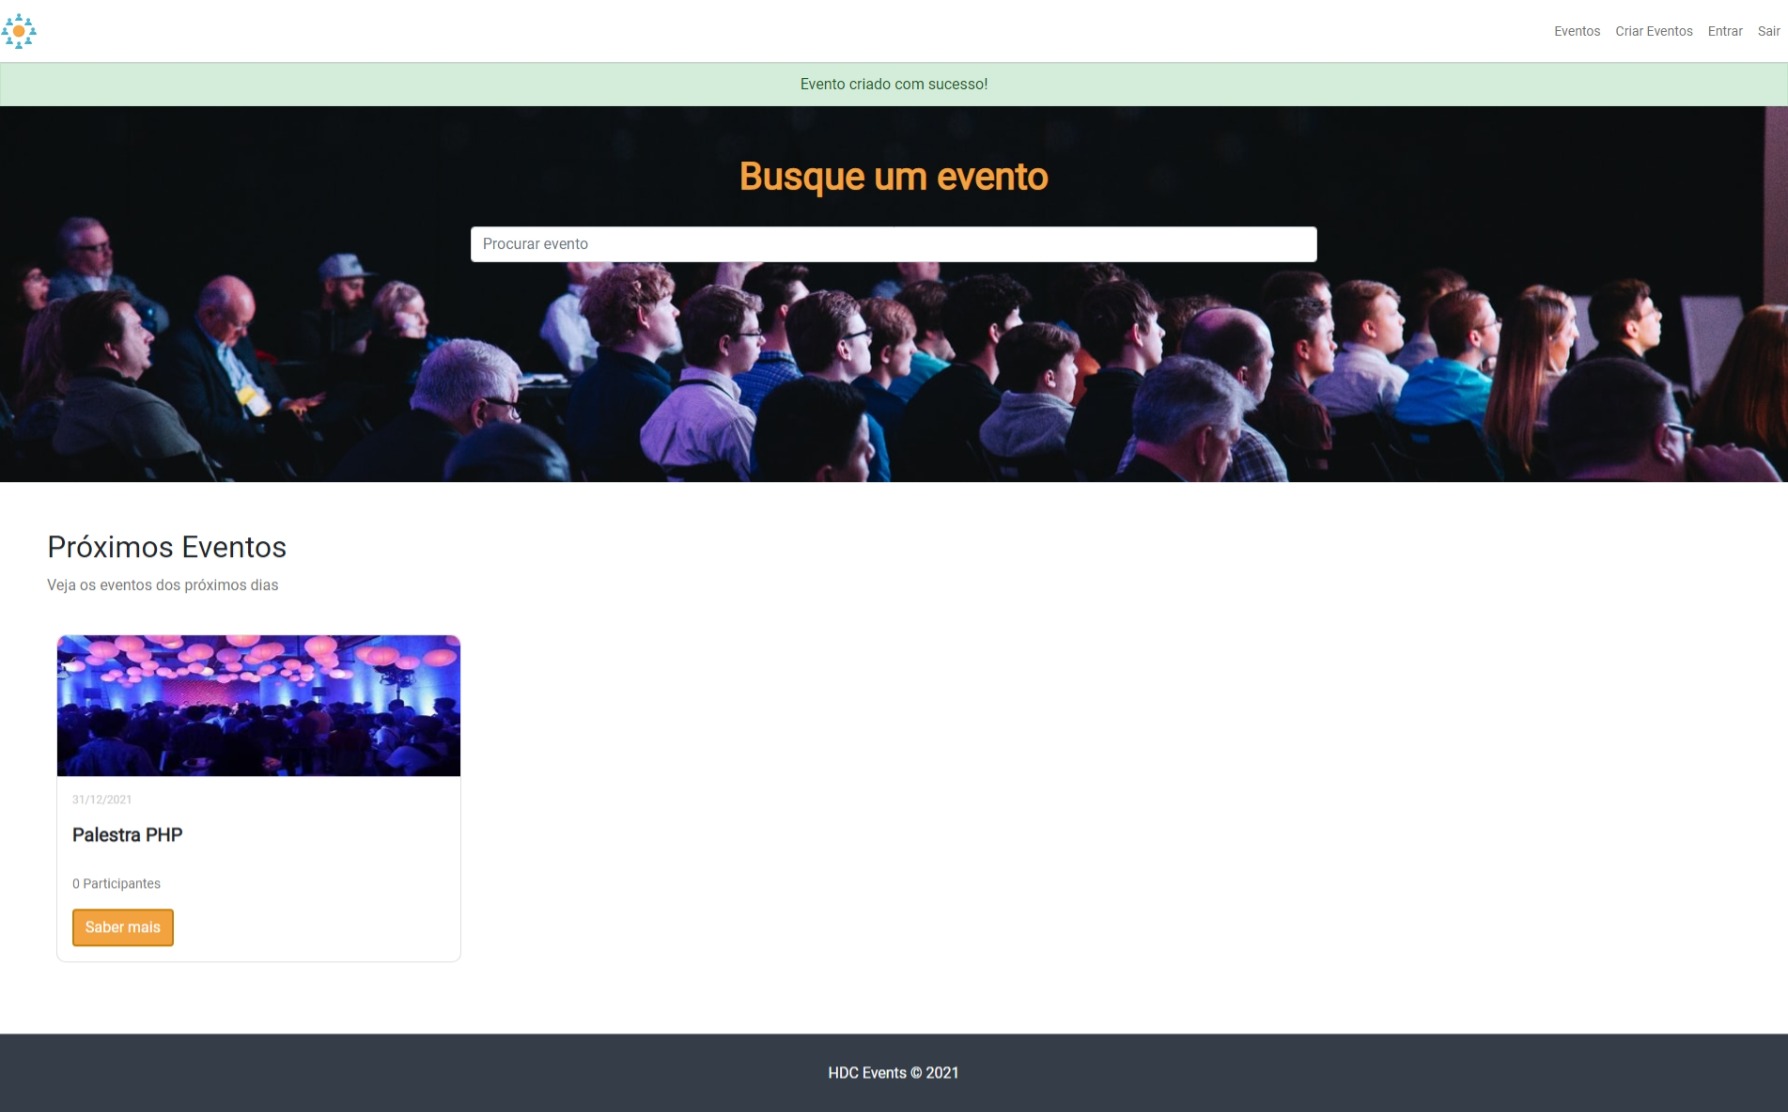 Eventos Criar Eventos Entrar Sair
Evento criado com sucesso!
Busque um evento
Procurar evento
Próximos Eventos
Veja os eventos dos próximos dias
31/12/2021
Palestra PHP
0 Participantes
Saber mais
HDC Events © 2021